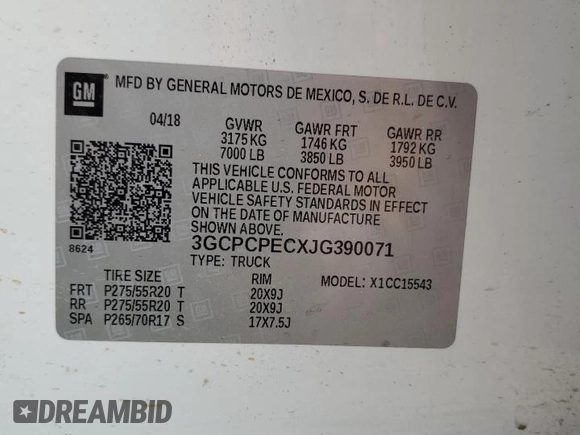 GM
MFD BY GENERAL MOTORS DE MEXICO, S. DE R.L. DE C.V.
04/18 GVWR GAWR FRT GAWR RR
3175 KG 1746 KG 1792 KG
7000 LB 3850 LB 3950 LB
THIS VEHICLE CONFORMS TO ALL
APPLICABLE U.S. FEDERAL MOTOR
VEHICLE SAFETY STANDARDS IN EFFECT
ON THE DATE OF MANUFACTURE
SHOWN ABOVE.
8624
3GCPCPECXJG390071
TYPE: TRUCK
TIRE SIZE RIM MODEL: X1CC15543
FRT P275/55R20 T 20X9J
RR P275/55R20 T 20X9J
SPA P265/70R17 S 17X7.5J
DREAMBID